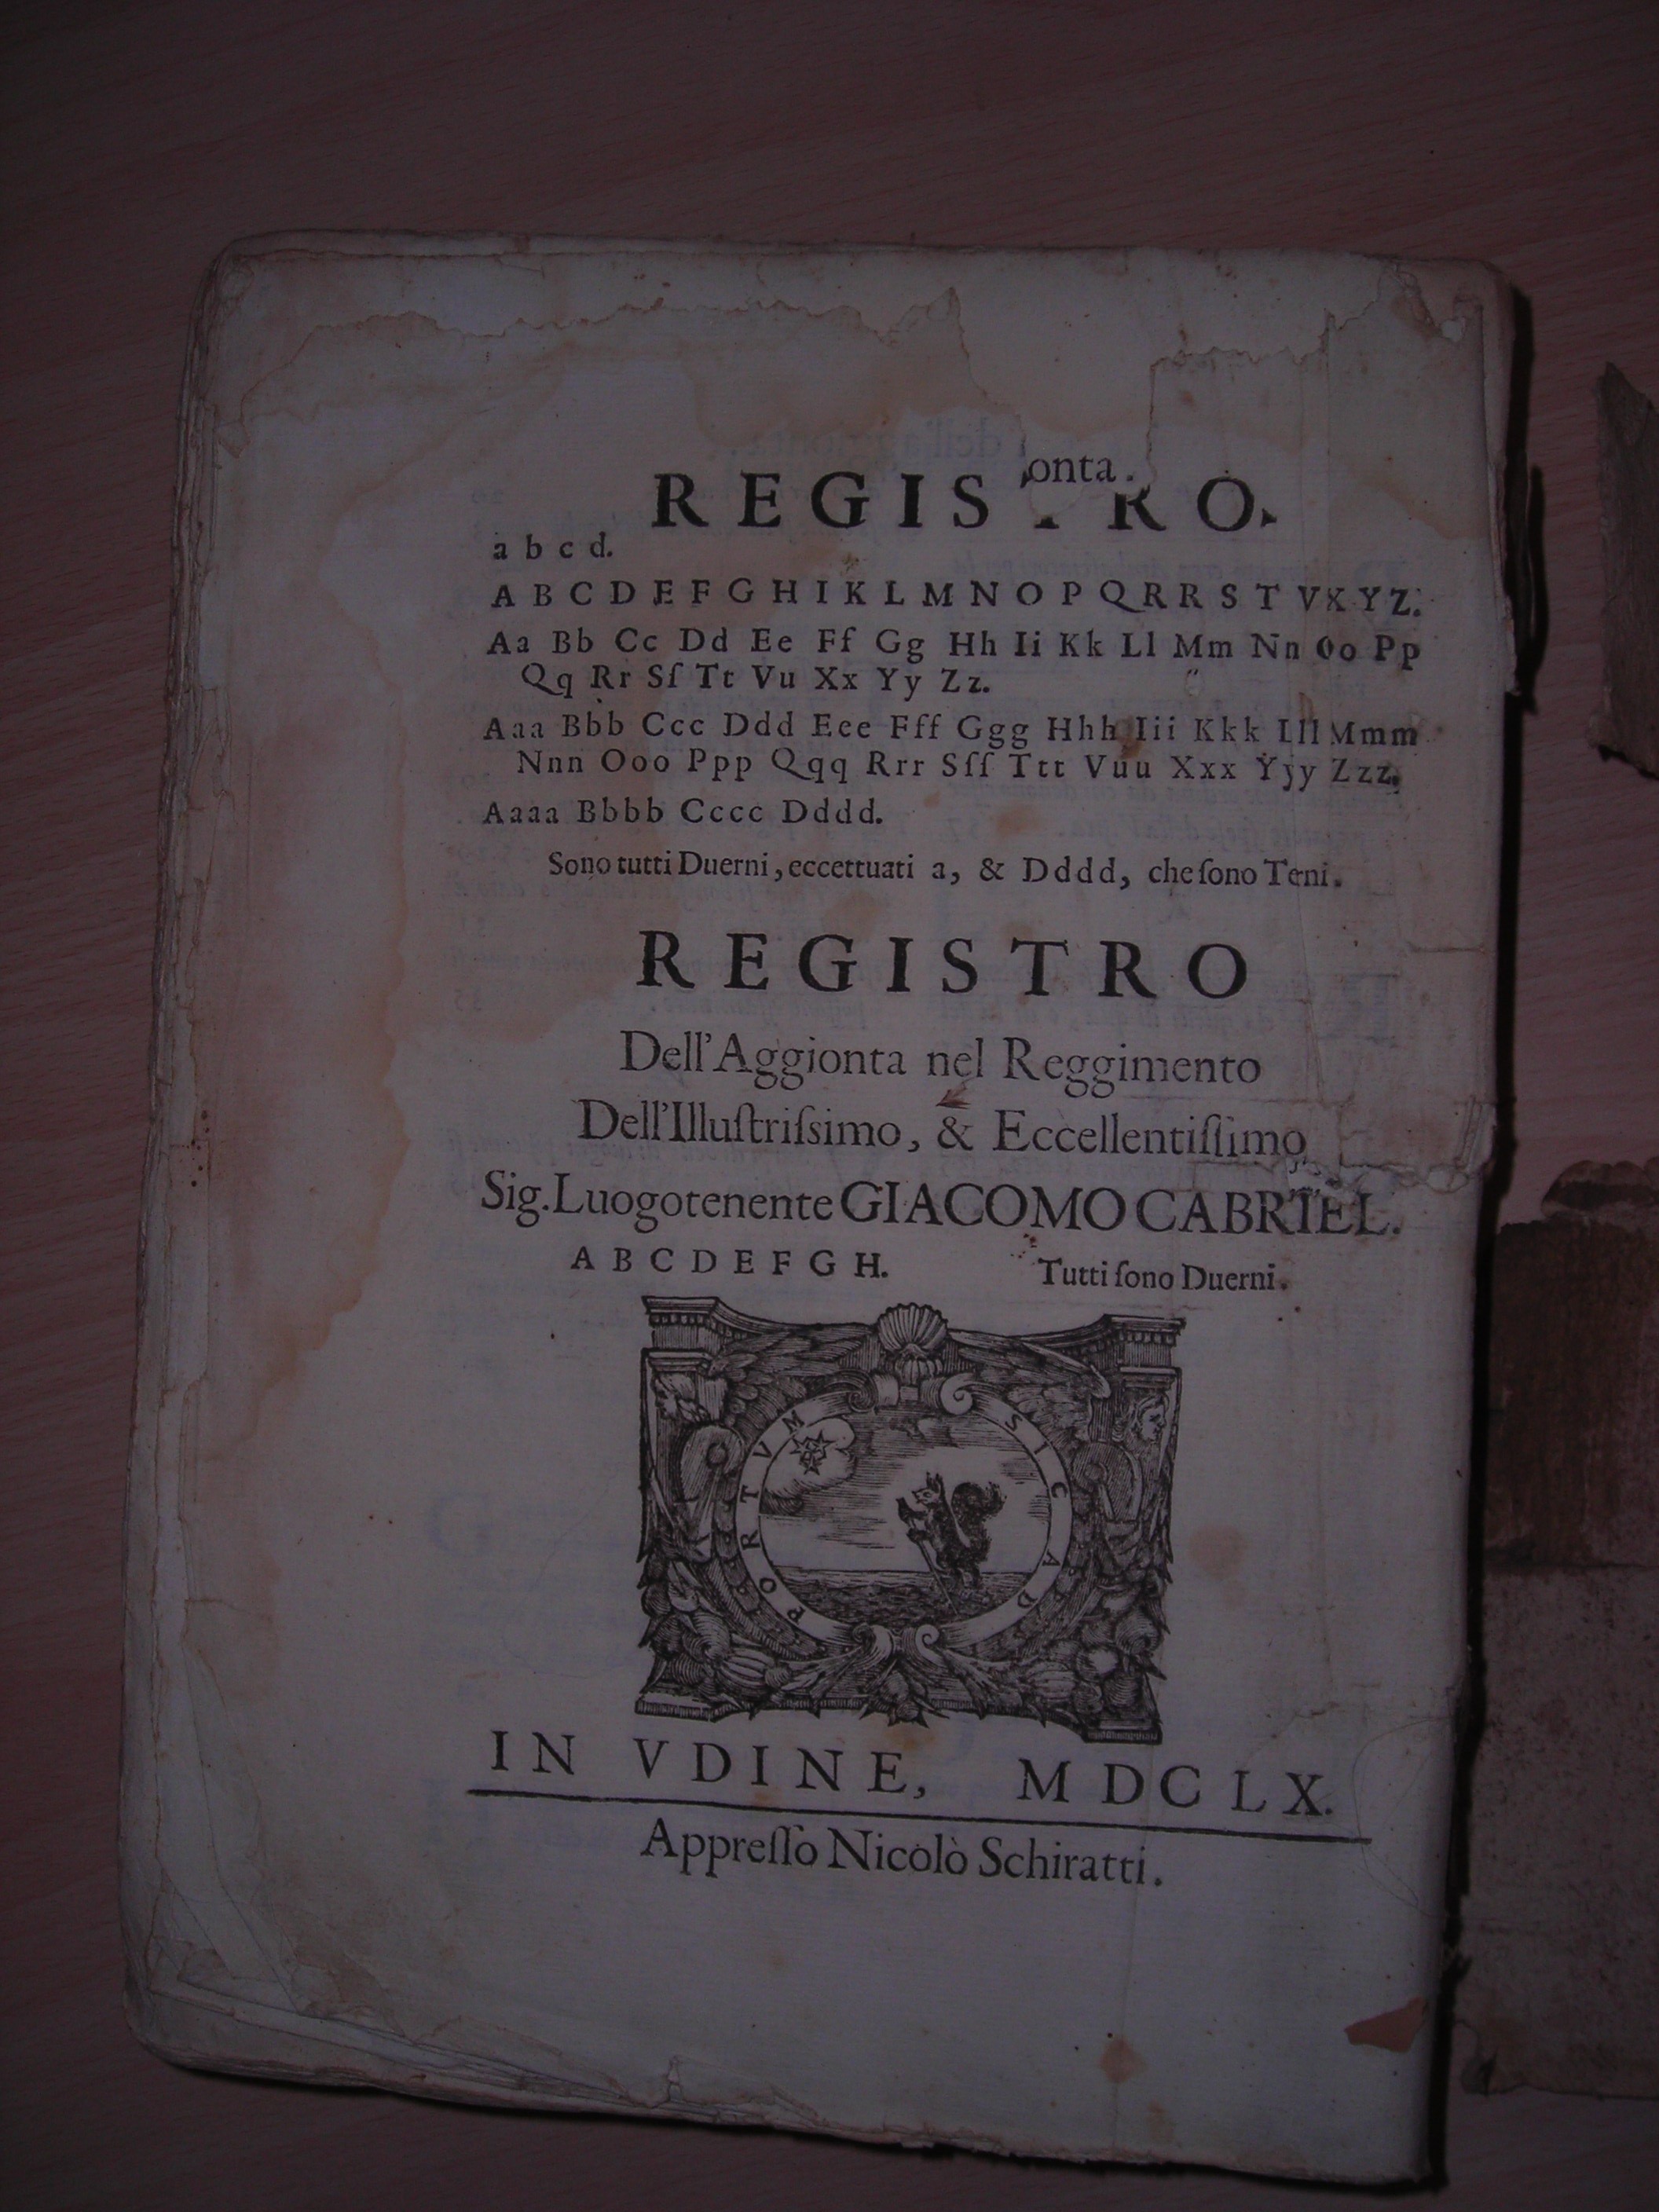 onta.
REGISTRO.
a b c d.
A B C D E F G H I K L M N O P Q R R S T V X Y Z.
Aa Bb Cc Dd Ee Ff Gg Hh Ii Kk Ll Mm Nn Oo Pp
Qq Rr Sſ Tt Vu Xx Yy Zz.
Aaa Bbb Ccc Ddd Eee Fff Ggg Hhh Iii Kkk Lll Mmm
Nnn Ooo Ppp Qqq Rrr Sſſ Ttt Vuu Xxx Yyy Zzz.
Aaaa Bbbb Cccc Dddd.
Sono tutti Duerni, eccettuati a, & Dddd, che ſono Terni.
REGISTRO
Dell'Aggionta nel Reggimento
Dell'Illuſtriſsimo, & Eccellentiſſimo
Sig. Luogotenente GIACOMO CABRIEL.
A B C D E F G H. Tutti ſono Duerni.
SIC AD PORTVM
IN VDINE, MDCLX.
Appreſſo Nicolò Schiratti.